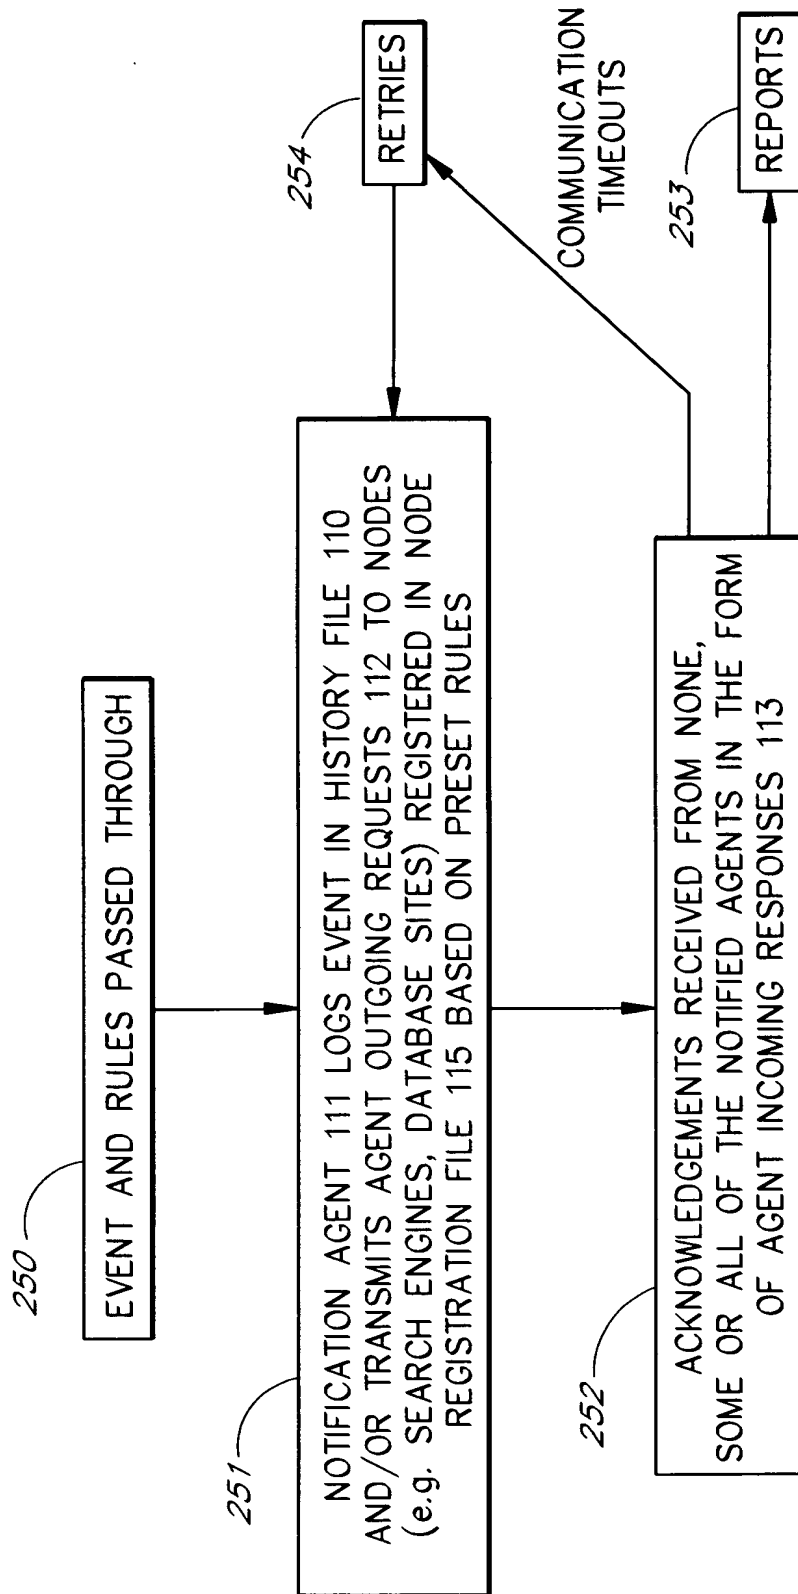 250
EVENT AND RULES PASSED THROUGH
251
NOTIFICATION AGENT 111 LOGS EVENT IN HISTORY FILE 110
AND/OR TRANSMITS AGENT OUTGOING REQUESTS 112 TO NODES
(e.g. SEARCH ENGINES, DATABASE SITES) REGISTERED IN NODE
REGISTRATION FILE 115 BASED ON PRESET RULES
254
RETRIES
252
ACKNOWLEDGEMENTS RECEIVED FROM NONE,
SOME OR ALL OF THE NOTIFIED AGENTS IN THE FORM
OF AGENT INCOMING RESPONSES 113
COMMUNICATION
TIMEOUTS
253
REPORTS